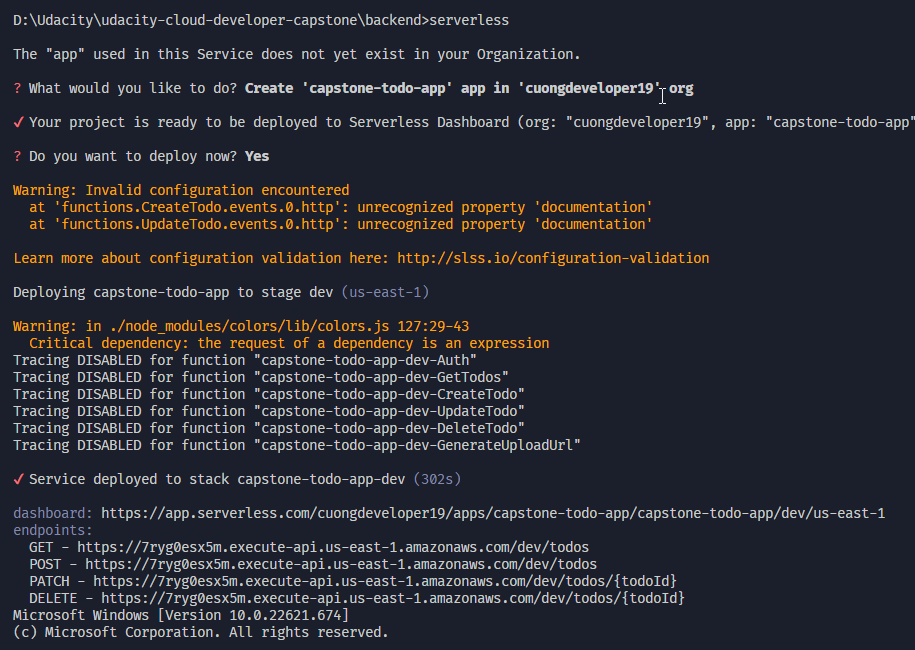 D:\Udacity\udacity-cloud-developer-capstone\backend>serverless
The "app" used in this Service does not yet exist in your Organization.
? What would you like to do? Create 'capstone-todo-app' app in 'cuongdeveloper19' org
✓ Your project is ready to be deployed to Serverless Dashboard (org: "cuongdeveloper19", app: "capstone-todo-app"
? Do you want to deploy now? Yes
Warning: Invalid configuration encountered
  at 'functions.CreateTodo.events.0.http': unrecognized property 'documentation'
  at 'functions.UpdateTodo.events.0.http': unrecognized property 'documentation'
Learn more about configuration validation here: http://slss.io/configuration-validation
Deploying capstone-todo-app to stage dev (us-east-1)
Warning: in ./node_modules/colors/lib/colors.js 127:29-43
  Critical dependency: the request of a dependency is an expression
Tracing DISABLED for function "capstone-todo-app-dev-Auth"
Tracing DISABLED for function "capstone-todo-app-dev-GetTodos"
Tracing DISABLED for function "capstone-todo-app-dev-CreateTodo"
Tracing DISABLED for function "capstone-todo-app-dev-UpdateTodo"
Tracing DISABLED for function "capstone-todo-app-dev-DeleteTodo"
Tracing DISABLED for function "capstone-todo-app-dev-GenerateUploadUrl"
✓ Service deployed to stack capstone-todo-app-dev (302s)
dashboard: https://app.serverless.com/cuongdeveloper19/apps/capstone-todo-app/capstone-todo-app/dev/us-east-1
endpoints:
  GET - https://7ryg0esx5m.execute-api.us-east-1.amazonaws.com/dev/todos
  POST - https://7ryg0esx5m.execute-api.us-east-1.amazonaws.com/dev/todos
  PATCH - https://7ryg0esx5m.execute-api.us-east-1.amazonaws.com/dev/todos/{todoId}
  DELETE - https://7ryg0esx5m.execute-api.us-east-1.amazonaws.com/dev/todos/{todoId}
Microsoft Windows [Version 10.0.22621.674]
(c) Microsoft Corporation. All rights reserved.